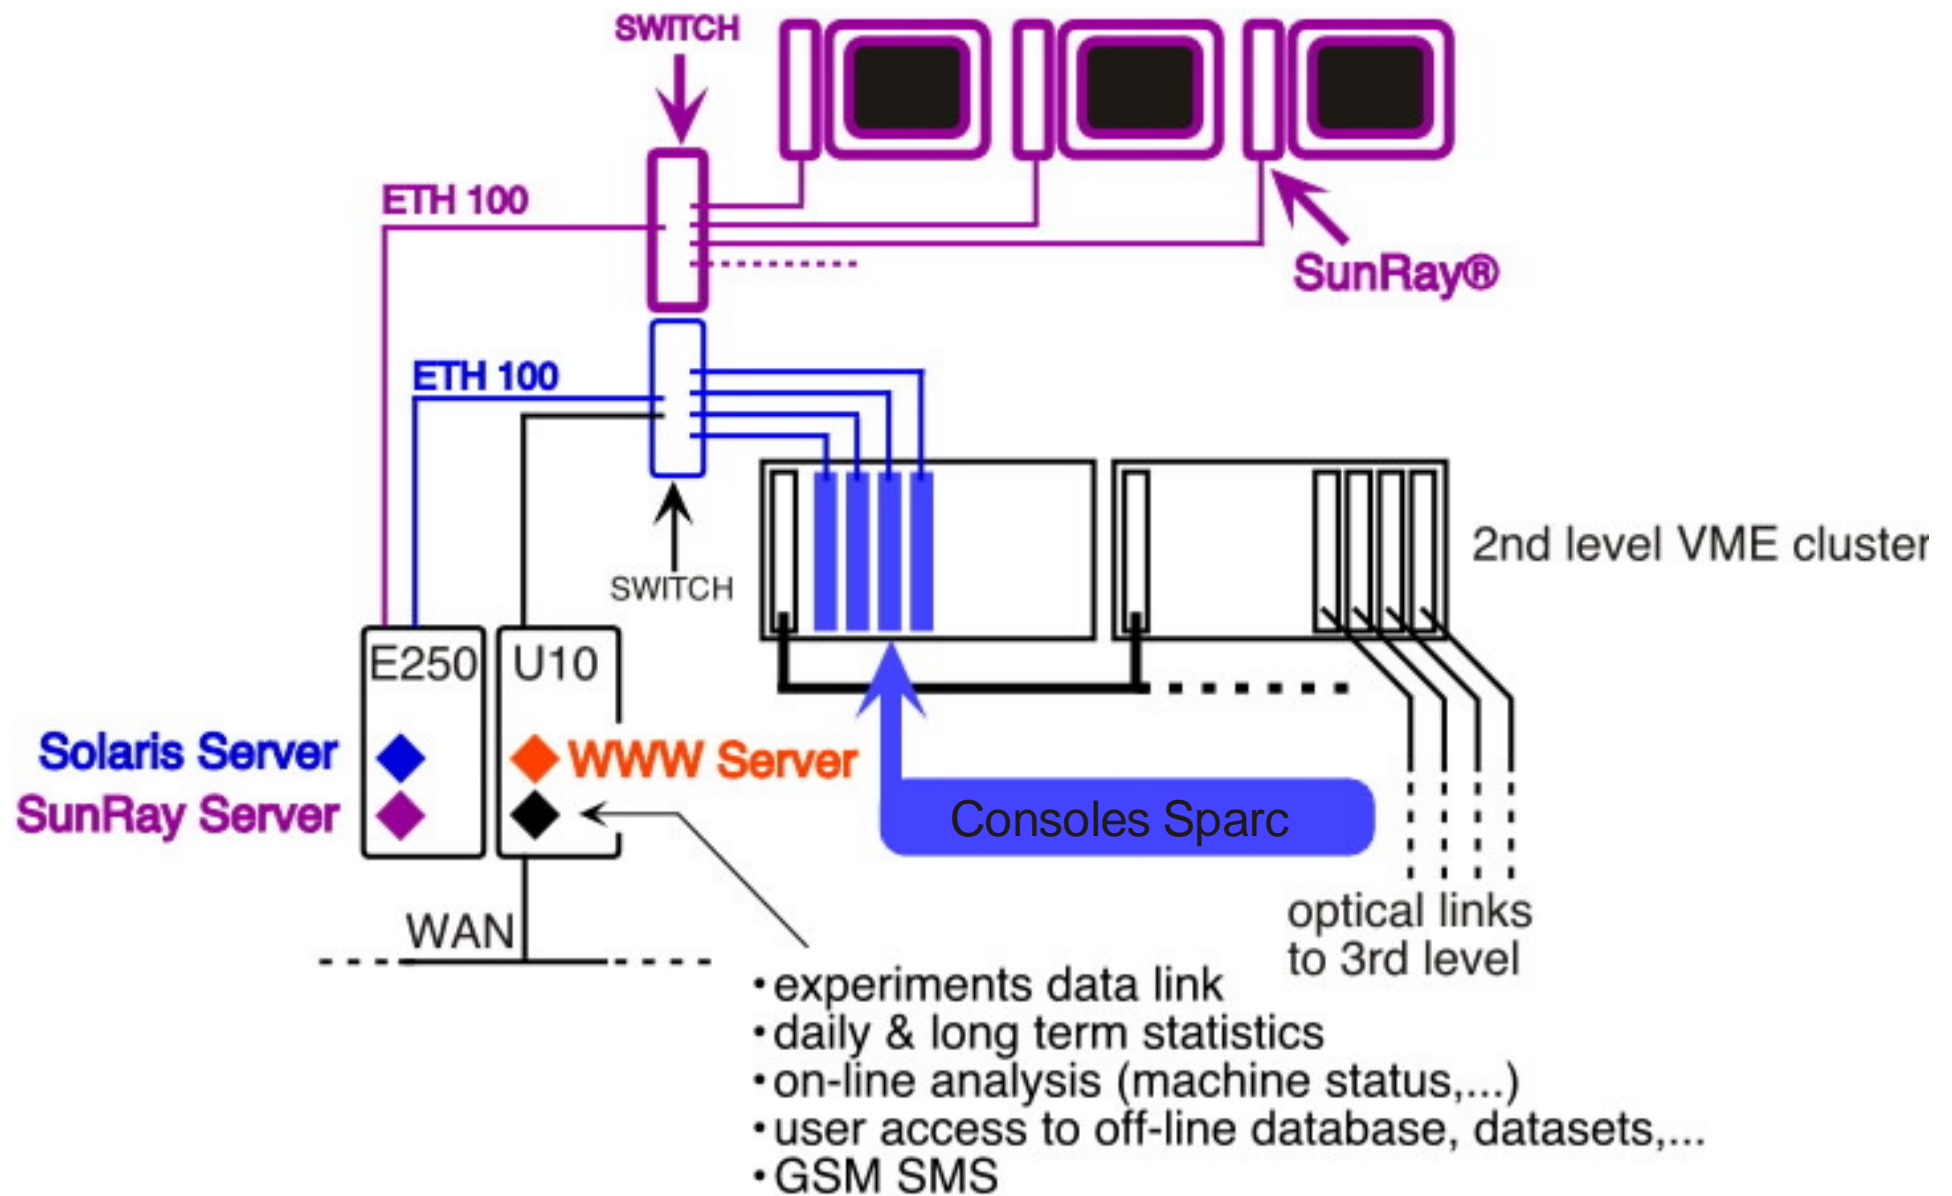 SWITCH
ETH 100
SunRay®
ETH 100
2nd level VME cluster
SWITCH
E250
U10
Solaris Server
WWW Server
SunRay Server
Consoles Sparc
optical links
to 3rd level
WAN
•experiments data link
•daily & long term statistics
•on-line analysis (machine status,...)
•user access to off-line database, datasets,...
•GSM SMS